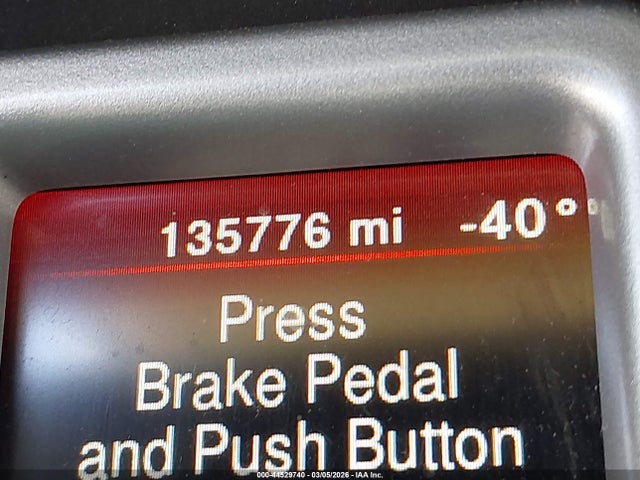 135776 mi -40°
Press
Brake Pedal
and Push Button
000-44529740 - 03/05/2026 - IAA Inc.